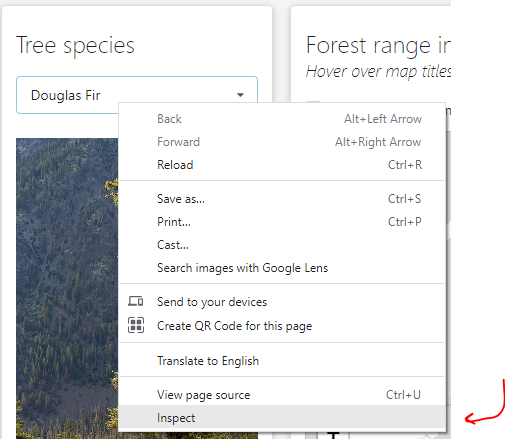 Tree species
Forest range in
Hover over map titles
Douglas Fir
Back Alt+Left Arrow
Forward Alt+Right Arrow
Reload Ctrl+R
Save as... Ctrl+S
Print... Ctrl+P
Cast...
Search images with Google Lens
Send to your devices
Create QR Code for this page
Translate to English
View page source Ctrl+U
Inspect